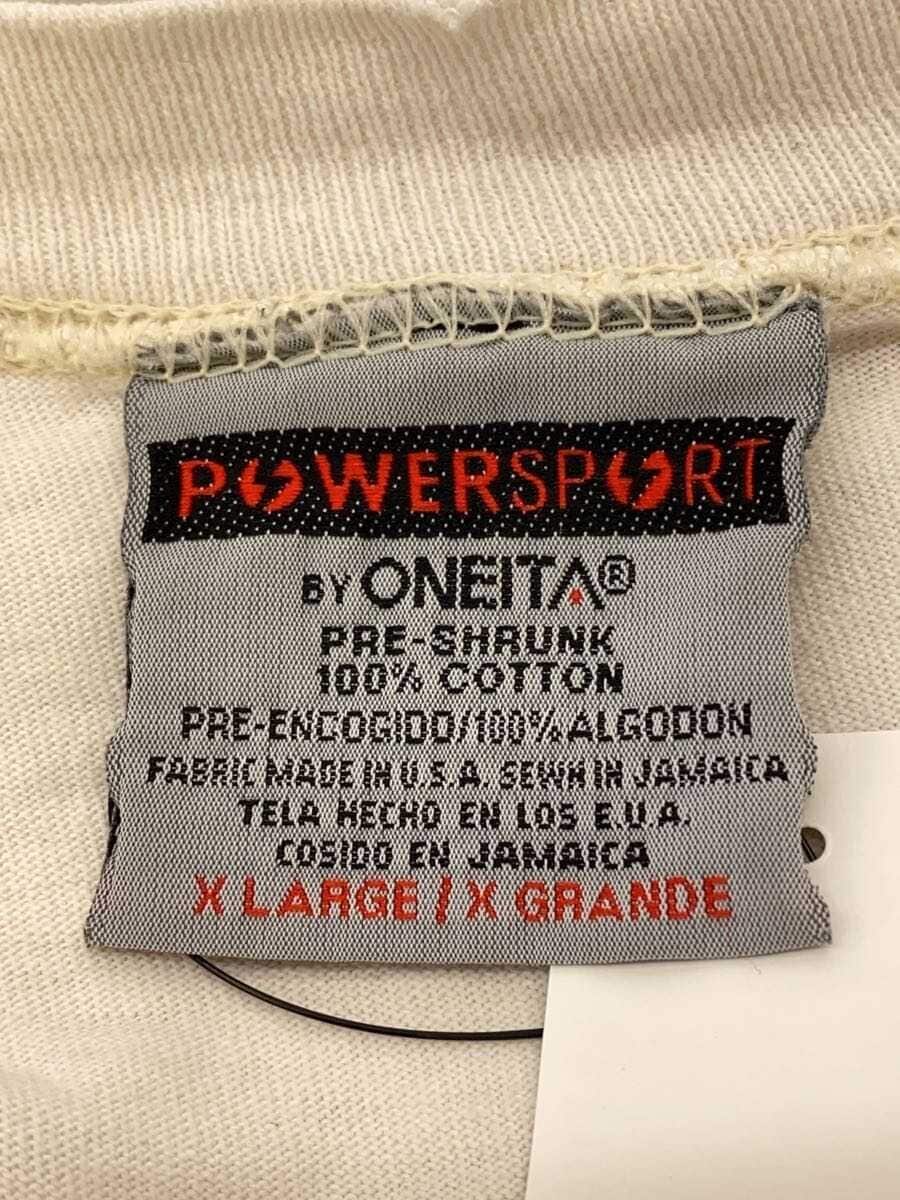 POWERSPORT
BY ONEITA®
PRE-SHRUNK
100% COTTON
PRE-ENCOGIDO/100% ALGODON
FABRIC MADE IN U.S.A. SEWN IN JAMAICA
TELA HECHO EN LOS E.U.A.
COSIDO EN JAMAICA
X LARGE / X GRANDE